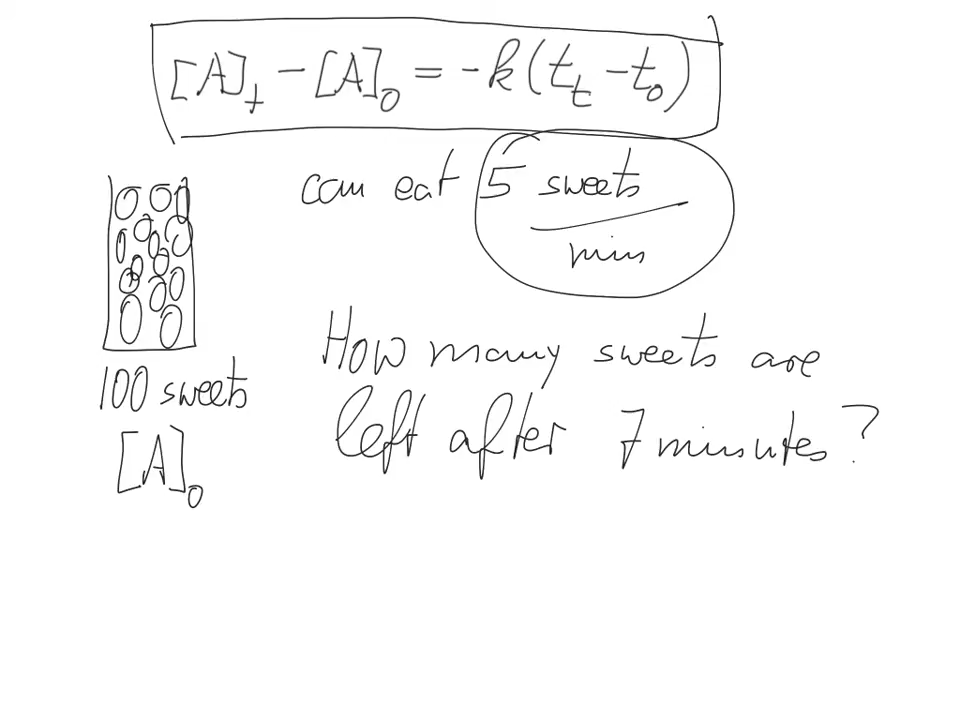 [A]t - [A]0 = -k(tt - t0)
can eat 5 sweets
min
100 sweets
[A]0
How many sweets are
left after 7 minutes?